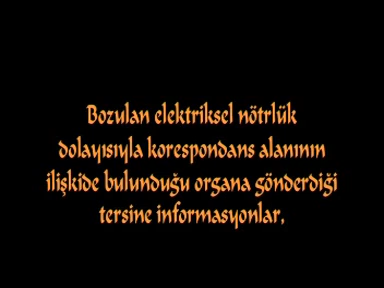 Bozulan elektriksel nötrlük
dolayısıyla korespondans alanının
ilişkide bulunduğu organa gönderdiği
tersine informasyonlar.